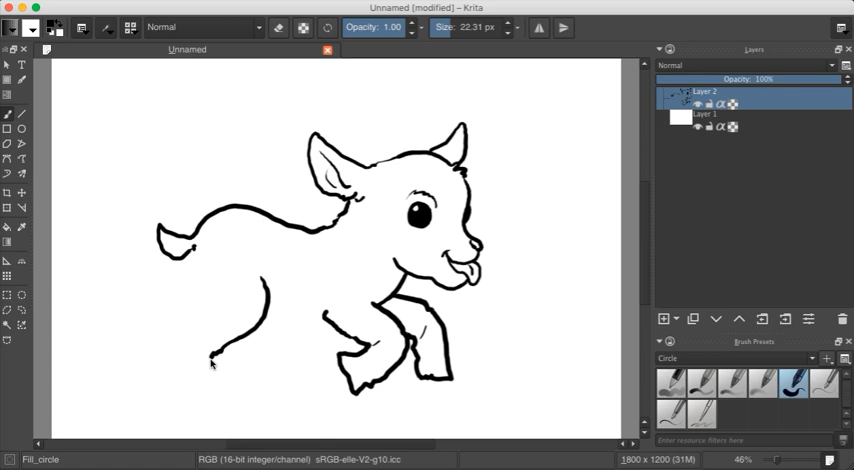 Unnamed [modified] – Krita
Normal
Opacity: 1.00
Size: 22.31 px
Unnamed
Layers
Normal
Opacity: 100%
Layer 2
Layer 1
Brush Presets
Circle
Enter resource filters here
Fill_circle
RGB (16-bit integer/channel) sRGB-elle-V2-g10.icc
1800 x 1200 (31M)
46%